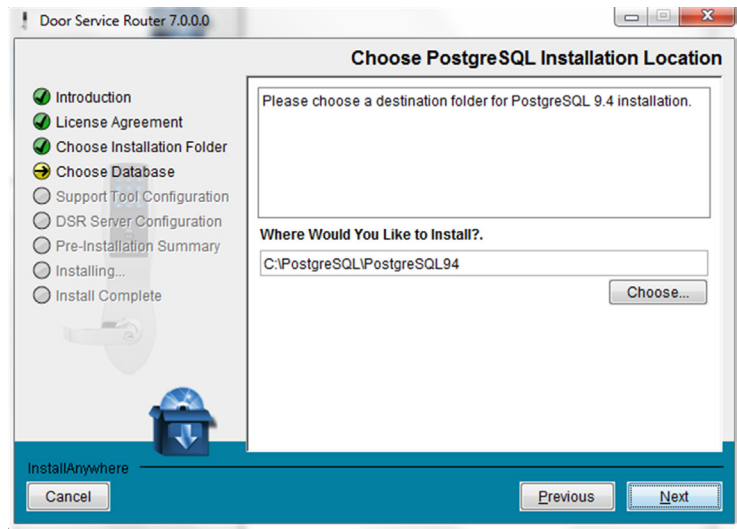 Door Service Router 7.0.0.0
Choose PostgreSQL Installation Location
Introduction
License Agreement
Choose Installation Folder
Choose Database
Support Tool Configuration
DSR Server Configuration
Pre-Installation Summary
Installing...
Install Complete
Please choose a destination folder for PostgreSQL 9.4 installation.
Where Would You Like to Install?.
C:\PostgreSQL\PostgreSQL94
Choose...
InstallAnywhere
Cancel
Previous
Next